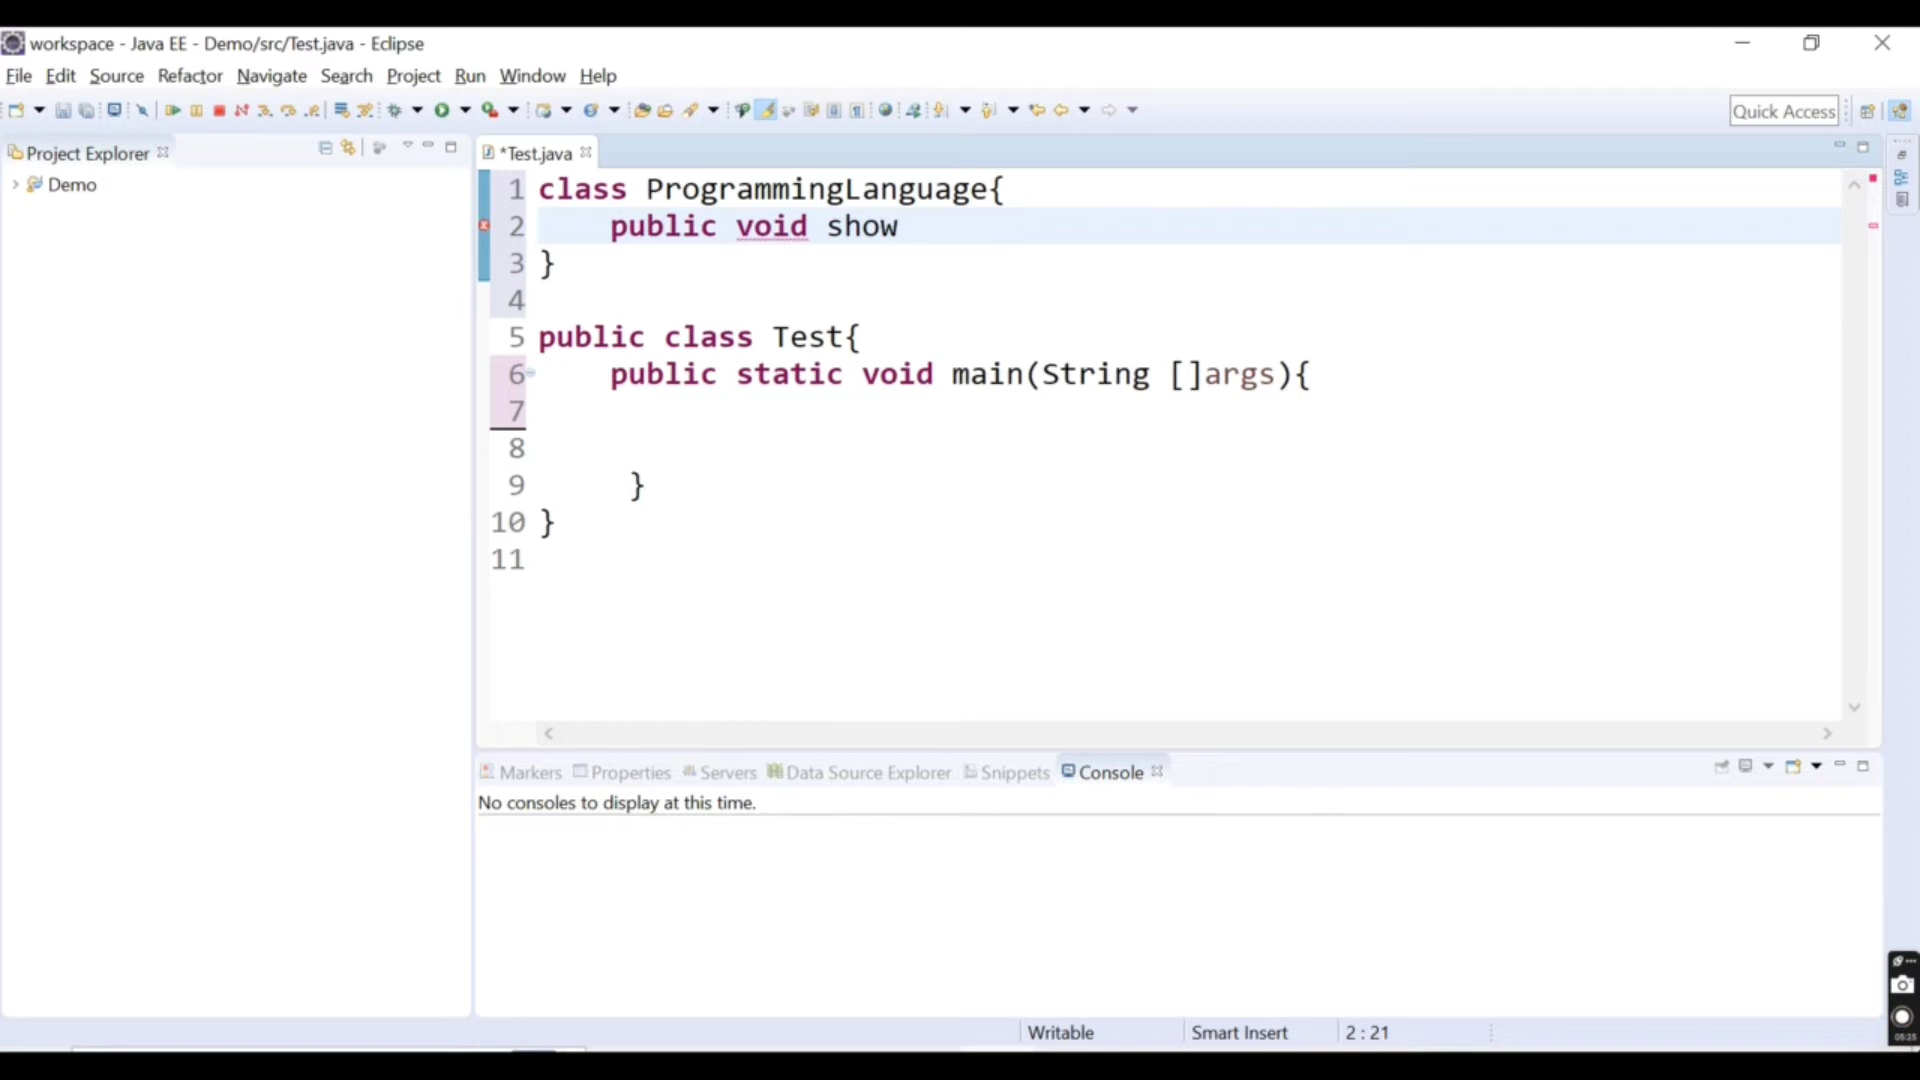 workspace - Java EE - Demo/src/Test.java - Eclipse
File Edit Source Refactor Navigate Search Project Run Window Help
Quick Access
Project Explorer
Demo
*Test.java
1 class ProgrammingLanguage{
2 public void show
3 }
4
5 public class Test{
6 public static void main(String []args){
7
8
9 }
10 }
11
Markers Properties Servers Data Source Explorer Snippets Console
No consoles to display at this time.
Writable Smart Insert 2 : 21
05:25